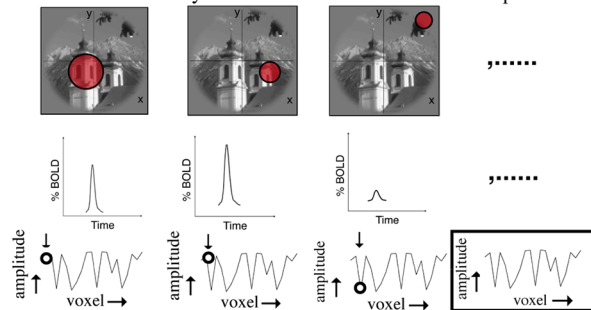 y
x
y
x
y
x
,......
% BOLD
Time
% BOLD
Time
% BOLD
Time
,......
amplitude
voxel
amplitude
voxel
amplitude
voxel
amplitude
voxel